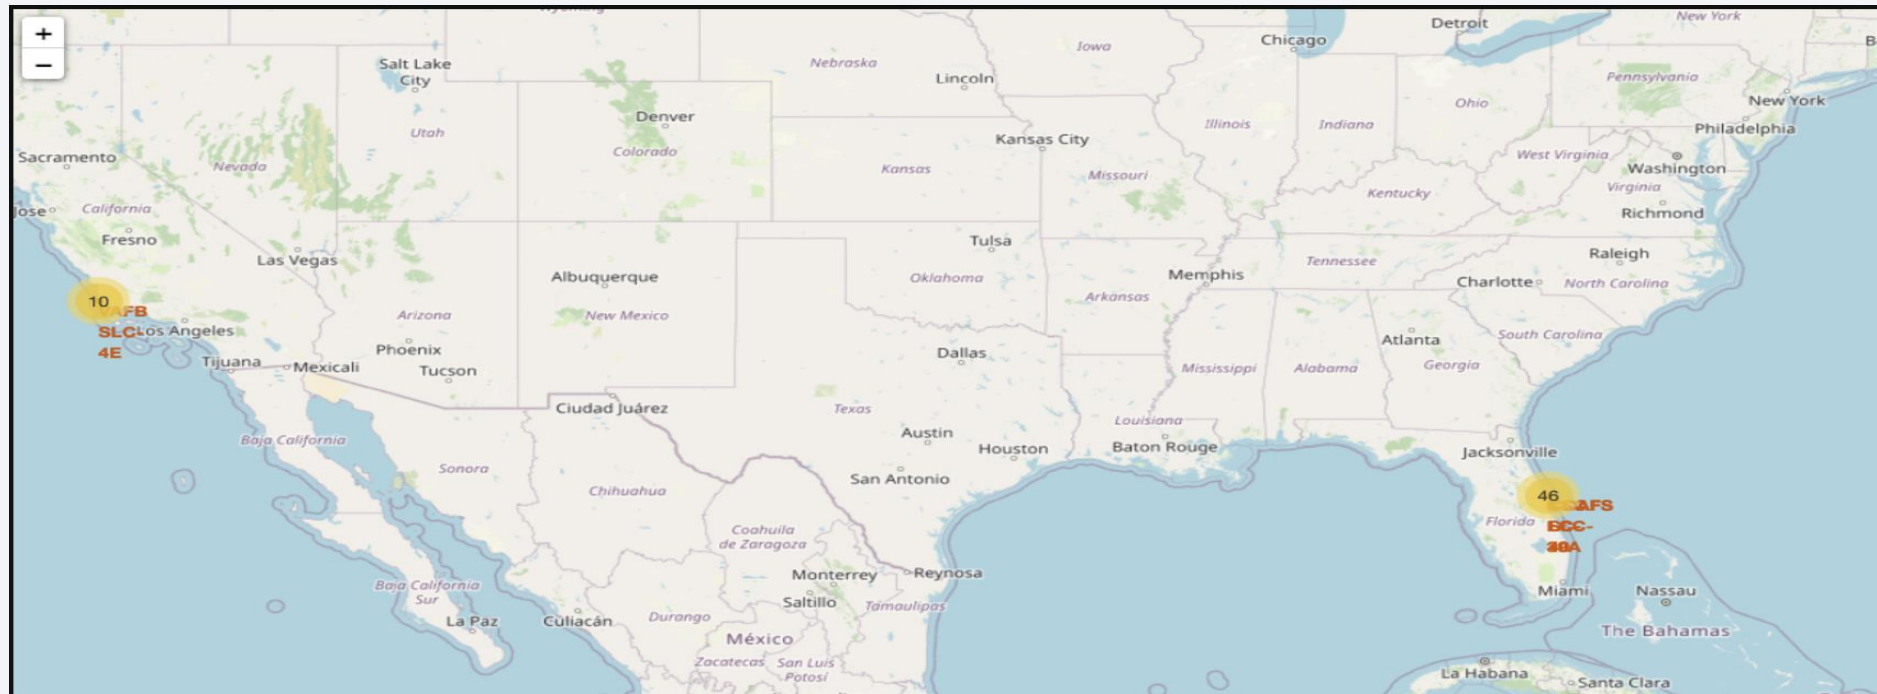 +
−
Wyoming
Detroit
New York
Chicago
Iowa
Salt Lake
City
Nebraska
Lincoln
Pennsylvania
New York
Denver
Ohio
Illinois
Indiana
Philadelphia
Utah
Colorado
Kansas City
Sacramento
Nevada
Kansas
Missouri
West Virginia
Washington
Kentucky
Virginia
Jose
California
Richmond
Fresno
Las Vegas
Tulsa
Raleigh
Tennessee
Albuquerque
Oklahoma
Memphis
Charlotte
North Carolina
10
VAFB
SLC-
4E
Los Angeles
Arizona
New Mexico
Arkansas
South Carolina
Atlanta
Phoenix
Dallas
Tijuana
Mexicali
Tucson
Mississippi
Alabama
Georgia
Ciudad Juárez
Texas
Louisiana
Baja California
Austin
Houston
Baton Rouge
Jacksonville
Sonora
San Antonio
Chihuahua
46
Florida
Coahuila
de Zaragoza
Monterrey
Reynosa
Baja California
Sur
Saltillo
Tamaulipas
Miami
Nassau
La Paz
Culiacán
Durango
México
The Bahamas
Zacatecas
San Luis
Potosí
La Habana
Santa Clara